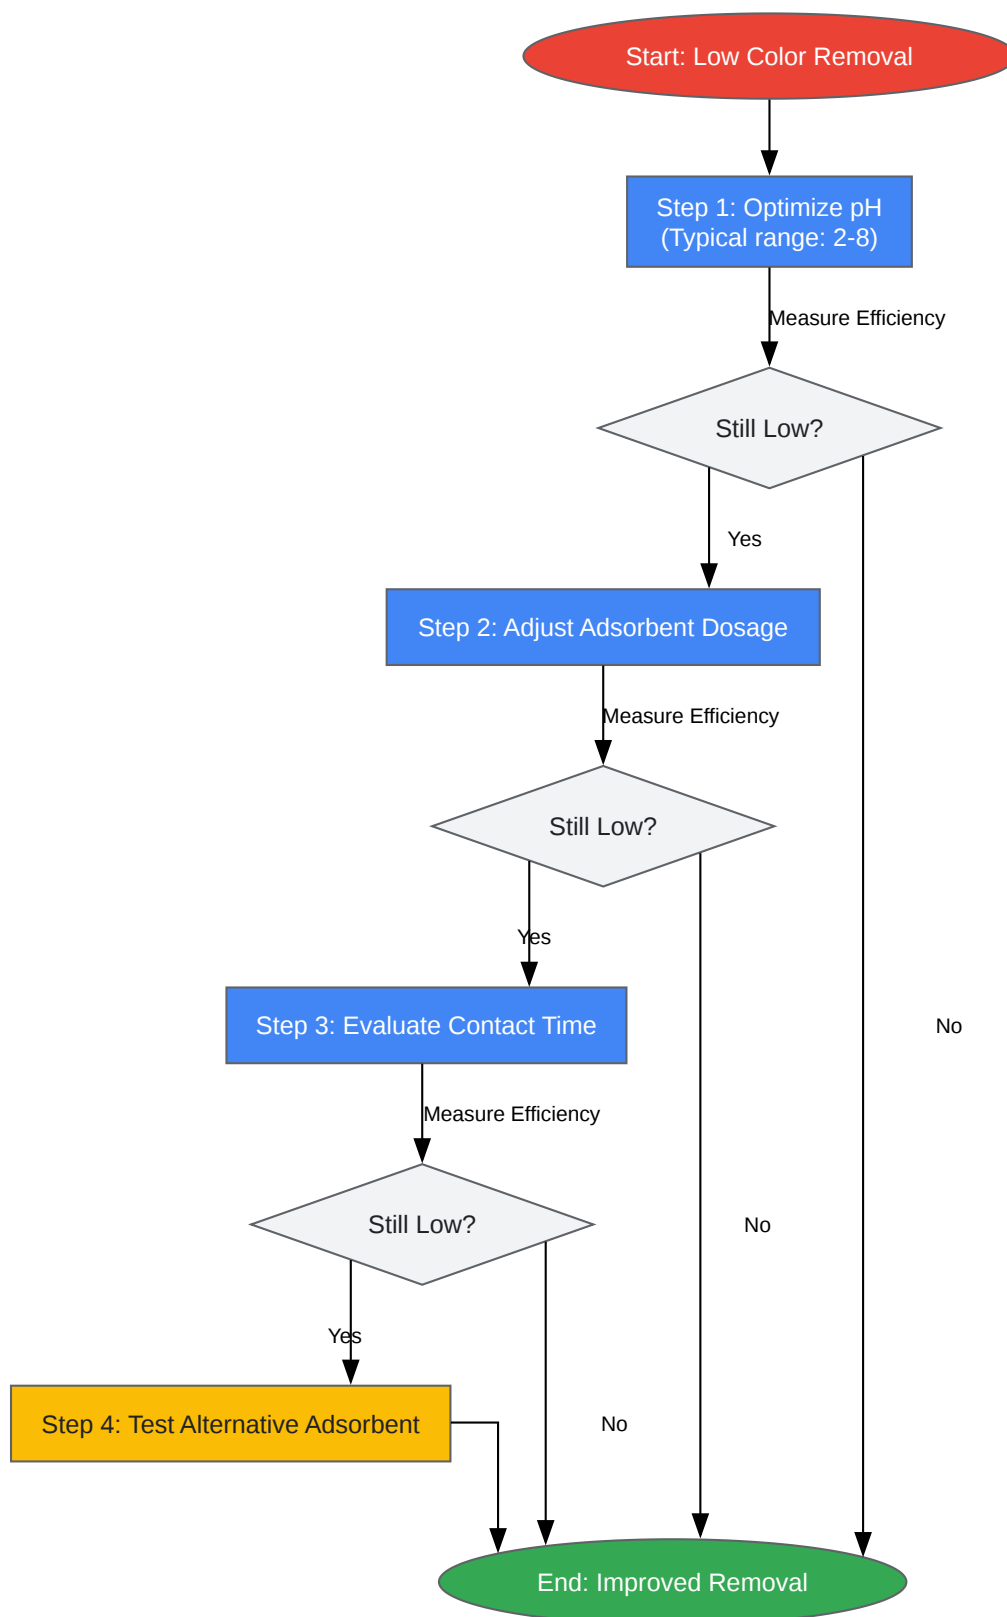 Start: Low Color Removal
Step 1: Optimize pH
(Typical range: 2-8)
Measure Efficiency
Still Low?
Yes
Step 2: Adjust Adsorbent Dosage
Measure Efficiency
Still Low?
Yes
Step 3: Evaluate Contact Time
No
Measure Efficiency
Still Low?
No
Yes
Step 4: Test Alternative Adsorbent
No
End: Improved Removal